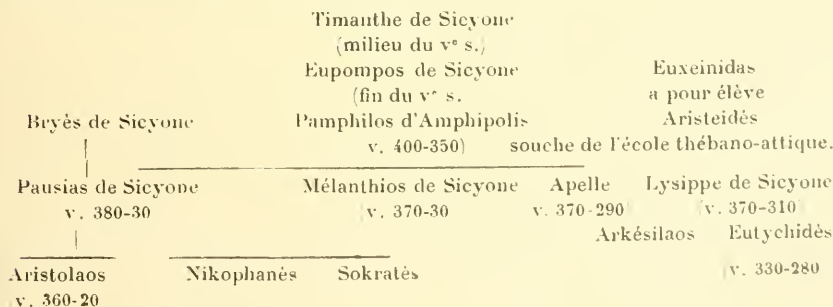 Timanthe de Sicyone
(milieu du vᵉ s.)
Eupompos de Sicyone Euxeinidas
(fin du vᵉ s. a pour élève
Bryès de Sicyone Pamphilos d'Amphipolis Aristeidès
v. 400-350) souche de l'école thébano-attique.
Pausias de Sicyone Mélanthios de Sicyone Apelle Lysippe de Sicyone
v. 380-30 v. 370-30 v. 370-290 v. 370-310
Arkésilaos Eutychidès
Aristolaos Nikophanès Sokratès v. 330-280
v. 360-20